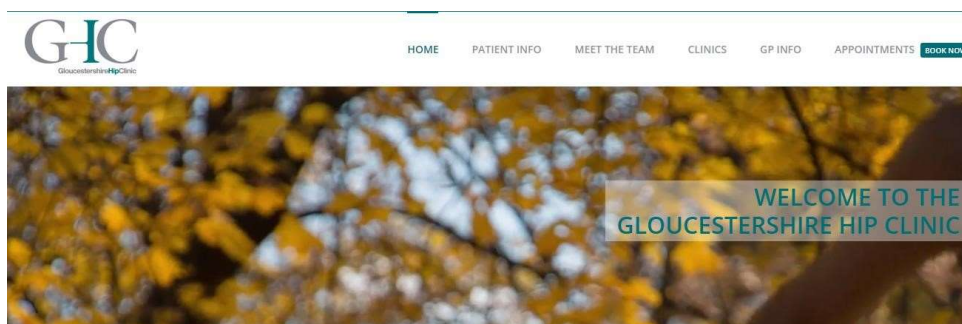 GHC
GloucestershireHipClinic
HOME PATIENT INFO MEET THE TEAM CLINICS GP INFO APPOINTMENTS BOOK NOW
WELCOME TO THE
GLOUCESTERSHIRE HIP CLINIC